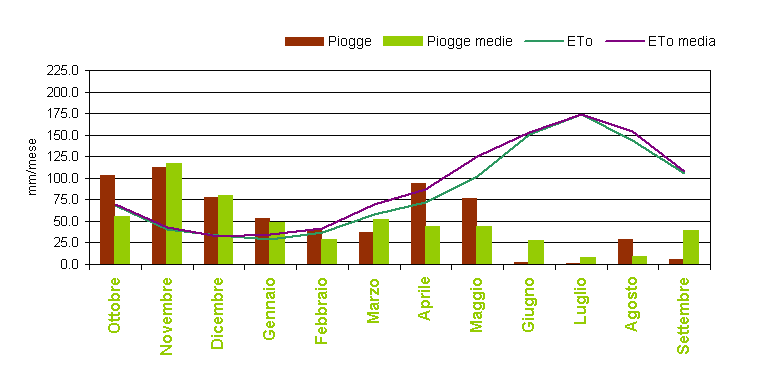 Piogge Piogge medie ETo ETo media
225.0
200.0
175.0
150.0
125.0
100.0
75.0
50.0
25.0
0.0
mm/mese
Ottobre
Novembre
Dicembre
Gennaio
Febbraio
Marzo
Aprile
Maggio
Giugno
Luglio
Agosto
Settembre